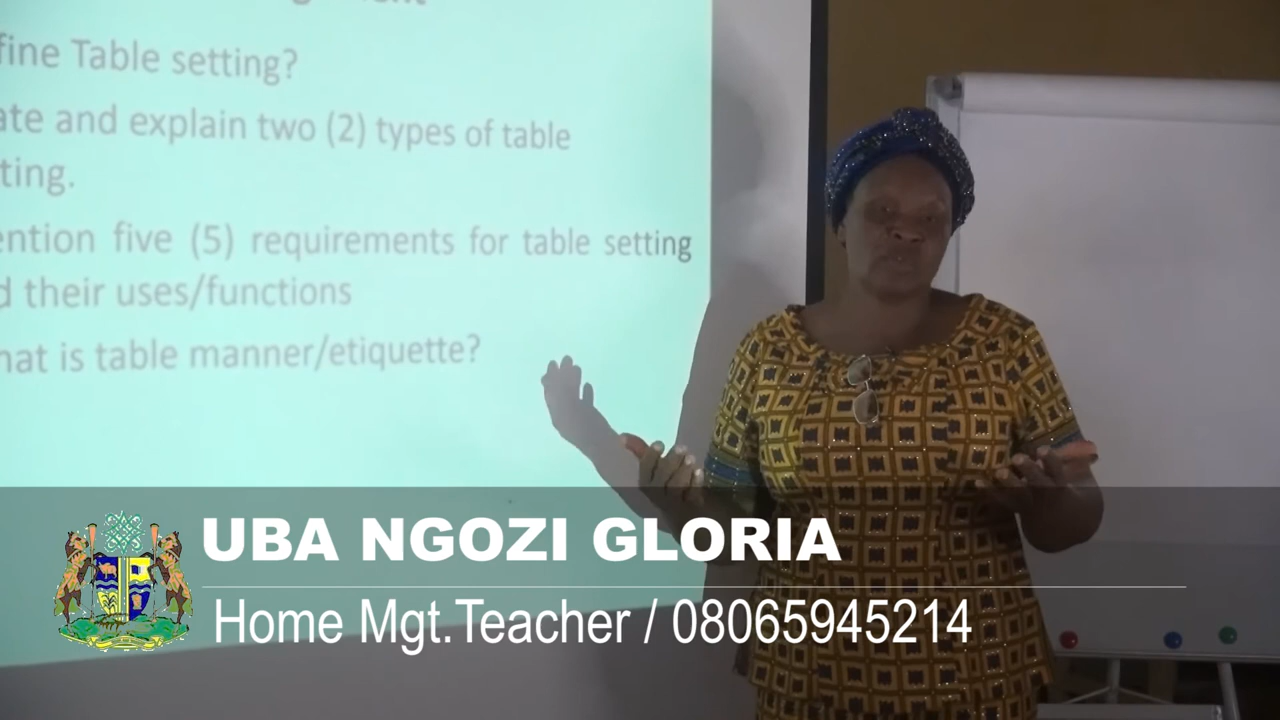 fine Table setting?
ate and explain two (2) types of table
ting.
ention five (5) requirements for table setting
d their uses/functions
hat is table manner/etiquette?
UBA NGOZI GLORIA
Home Mgt.Teacher / 08065945214